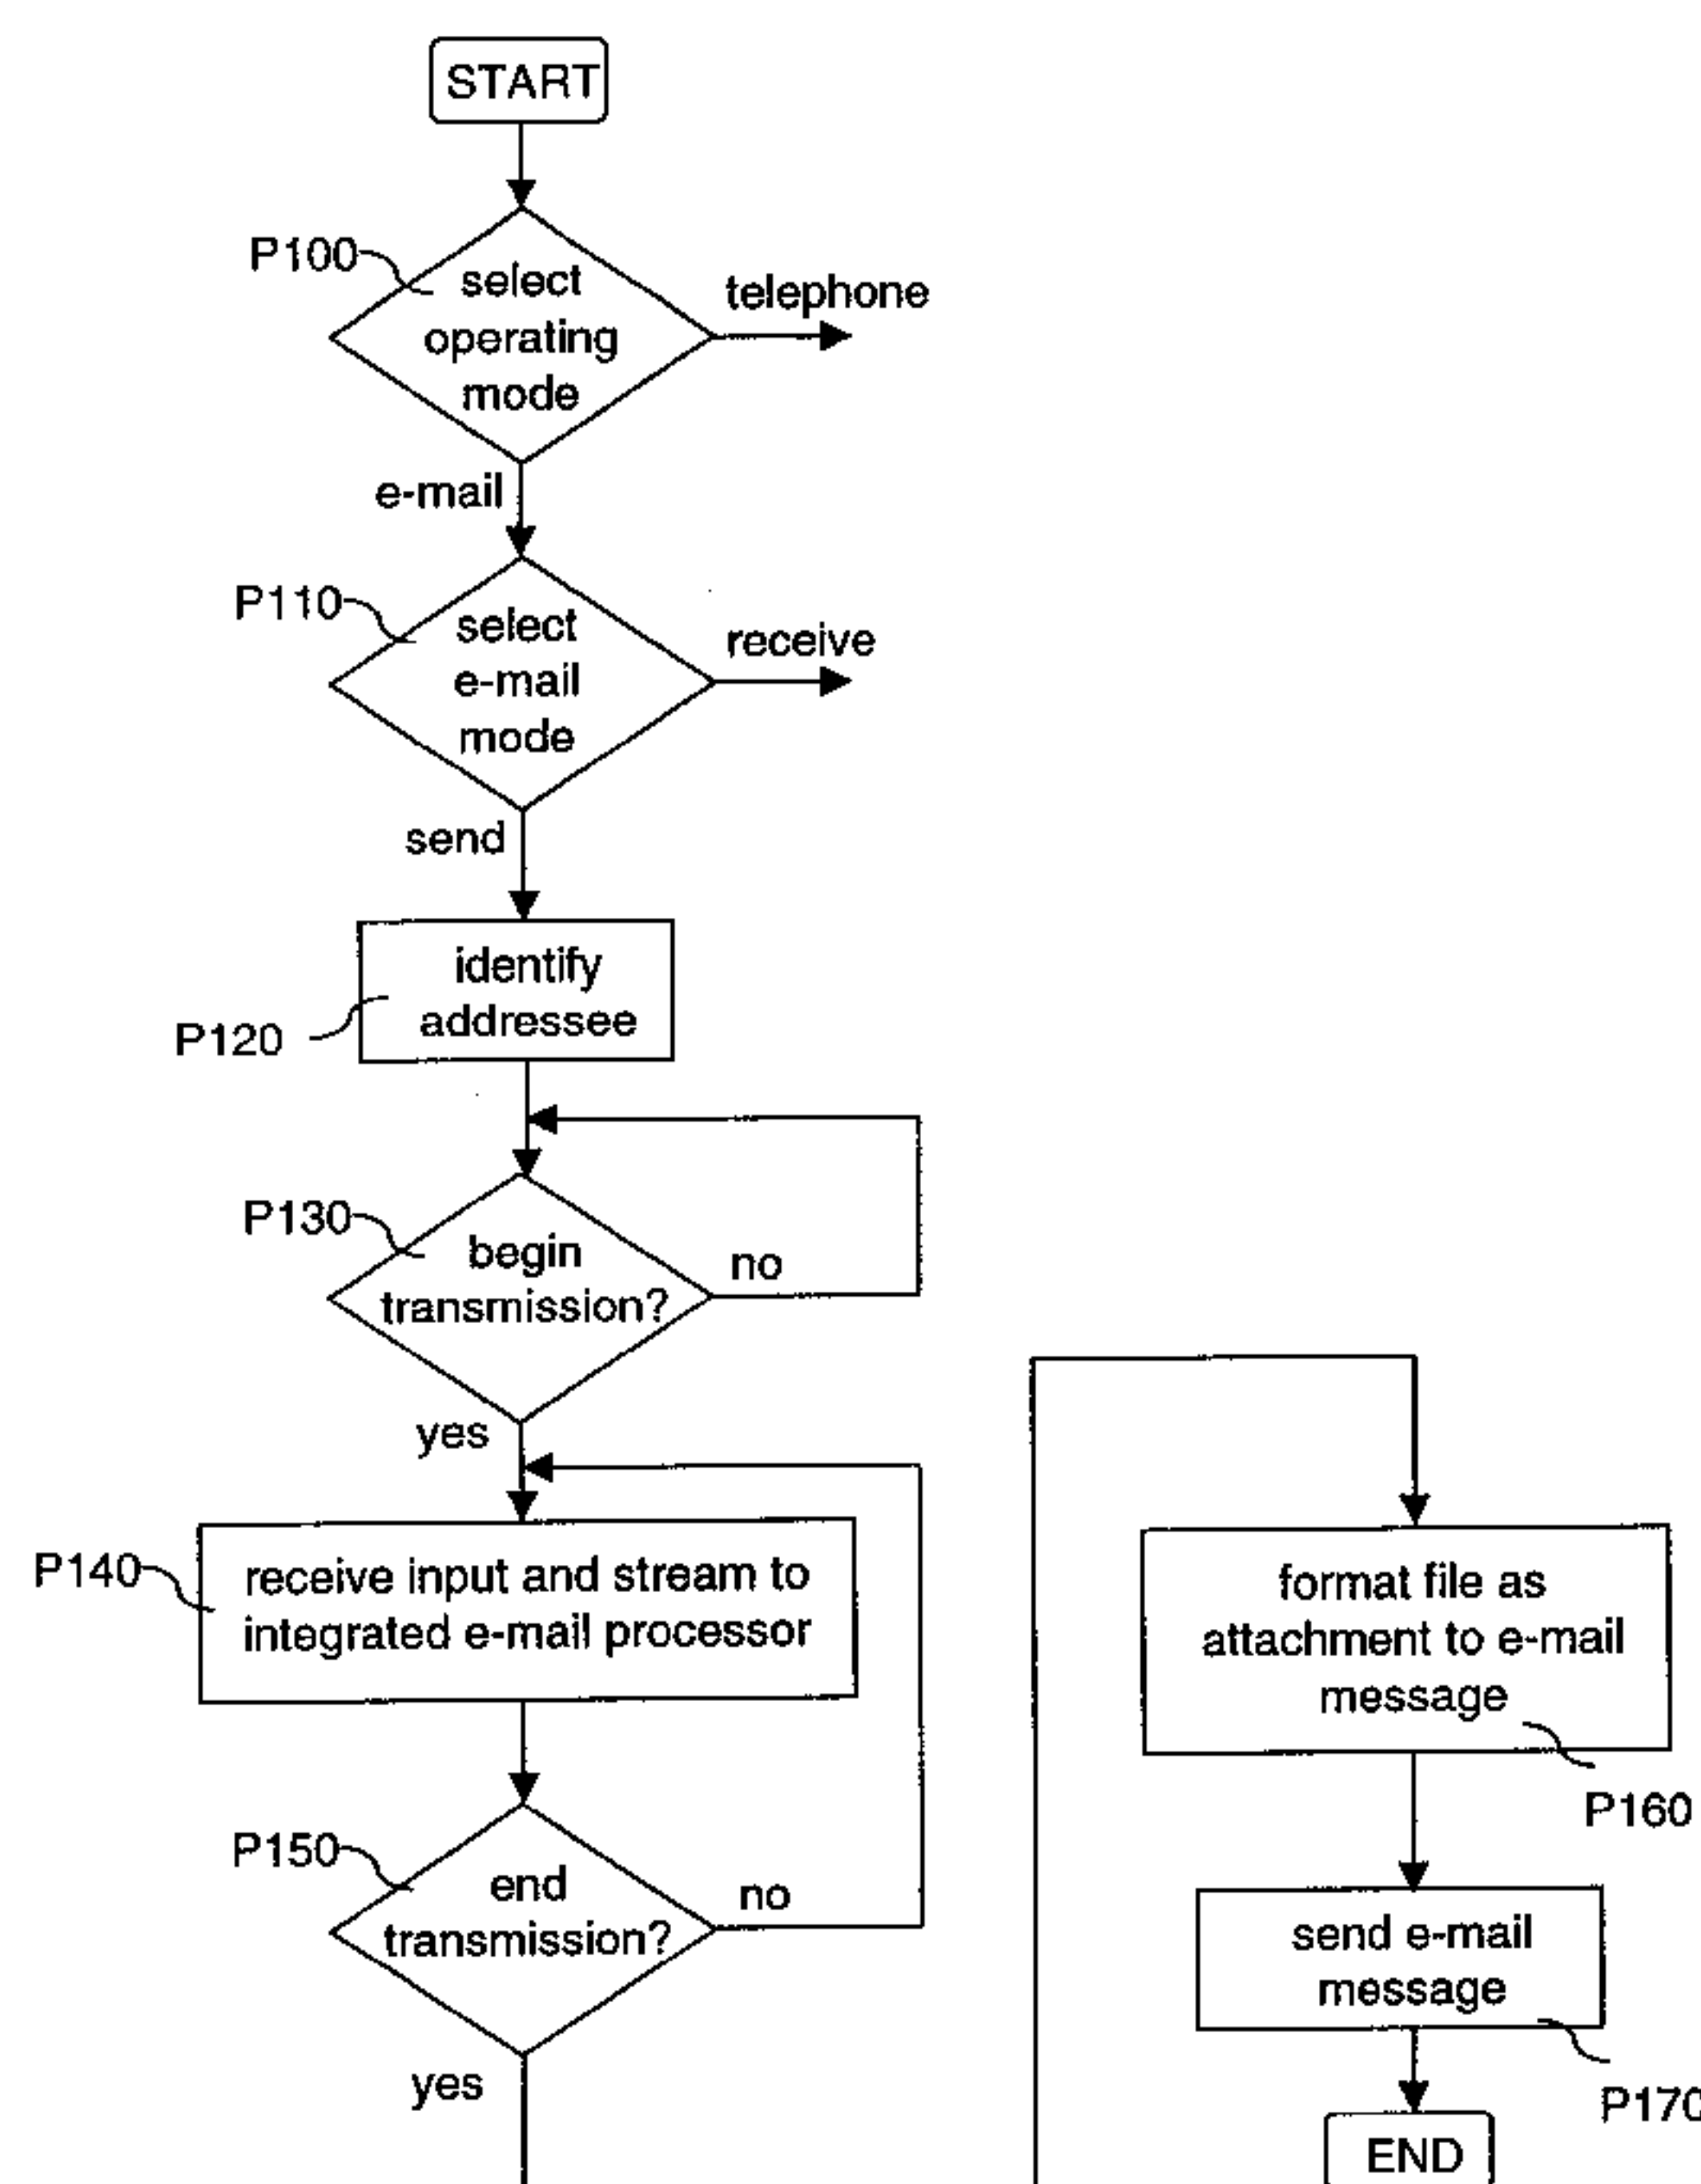 START
P100
select
operating
mode
telephone
e-mail
P110
select
e-mail
mode
receive
send
identify
addressee
P120
P130
begin
transmission?
no
yes
P140
receive input and stream to
integrated e-mail processor
P150
end
transmission?
no
yes
format file as
attachment to e-mail
message
P160
send e-mail
message
P170
END